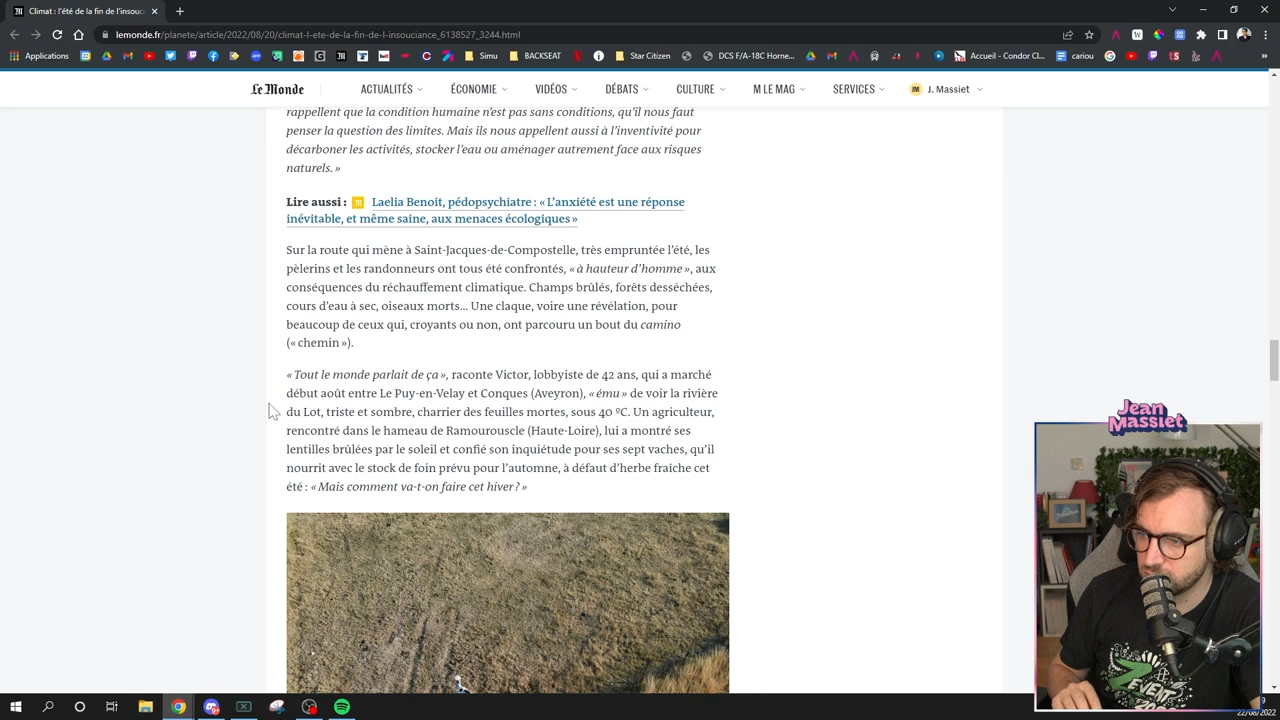 Climat : l'été de la fin de l'insouci
lemonde.fr/planete/article/2022/08/20/climat-l-ete-de-la-fin-de-l-insouciance_6138527_3244.html
Applications
Simu
BACKSEAT
Star Citizen
DCS F/A-18C Horne...
Accueil - Condor Cl...
cariou
Le Monde
ACTUALITÉS
ÉCONOMIE
VIDÉOS
DÉBATS
CULTURE
M LE MAG
SERVICES
JM
J. Massiet
rappellent que la condition humaine n'est pas sans conditions, qu'il nous faut
penser la question des limites. Mais ils nous appellent aussi à l'inventivité pour
décarboner les activités, stocker l'eau ou aménager autrement face aux risques
naturels. »
Lire aussi : Laelia Benoit, pédopsychiatre : « L'anxiété est une réponse
inévitable, et même saine, aux menaces écologiques »
Sur la route qui mène à Saint-Jacques-de-Compostelle, très empruntée l'été, les
pèlerins et les randonneurs ont tous été confrontés, « à hauteur d'homme », aux
conséquences du réchauffement climatique. Champs brûlés, forêts desséchées,
cours d'eau à sec, oiseaux morts… Une claque, voire une révélation, pour
beaucoup de ceux qui, croyants ou non, ont parcouru un bout du camino
(« chemin »).
« Tout le monde parlait de ça », raconte Victor, lobbyiste de 42 ans, qui a marché
début août entre Le Puy-en-Velay et Conques (Aveyron), « ému » de voir la rivière
du Lot, triste et sombre, charrier des feuilles mortes, sous 40 ºC. Un agriculteur,
rencontré dans le hameau de Ramourouscle (Haute-Loire), lui a montré ses
lentilles brûlées par le soleil et confié son inquiétude pour ses sept vaches, qu'il
nourrit avec le stock de foin prévu pour l'automne, à défaut d'herbe fraîche cet
été : « Mais comment va-t-on faire cet hiver ? »
Jean
Massiet
Z EVENT
22/08/2022